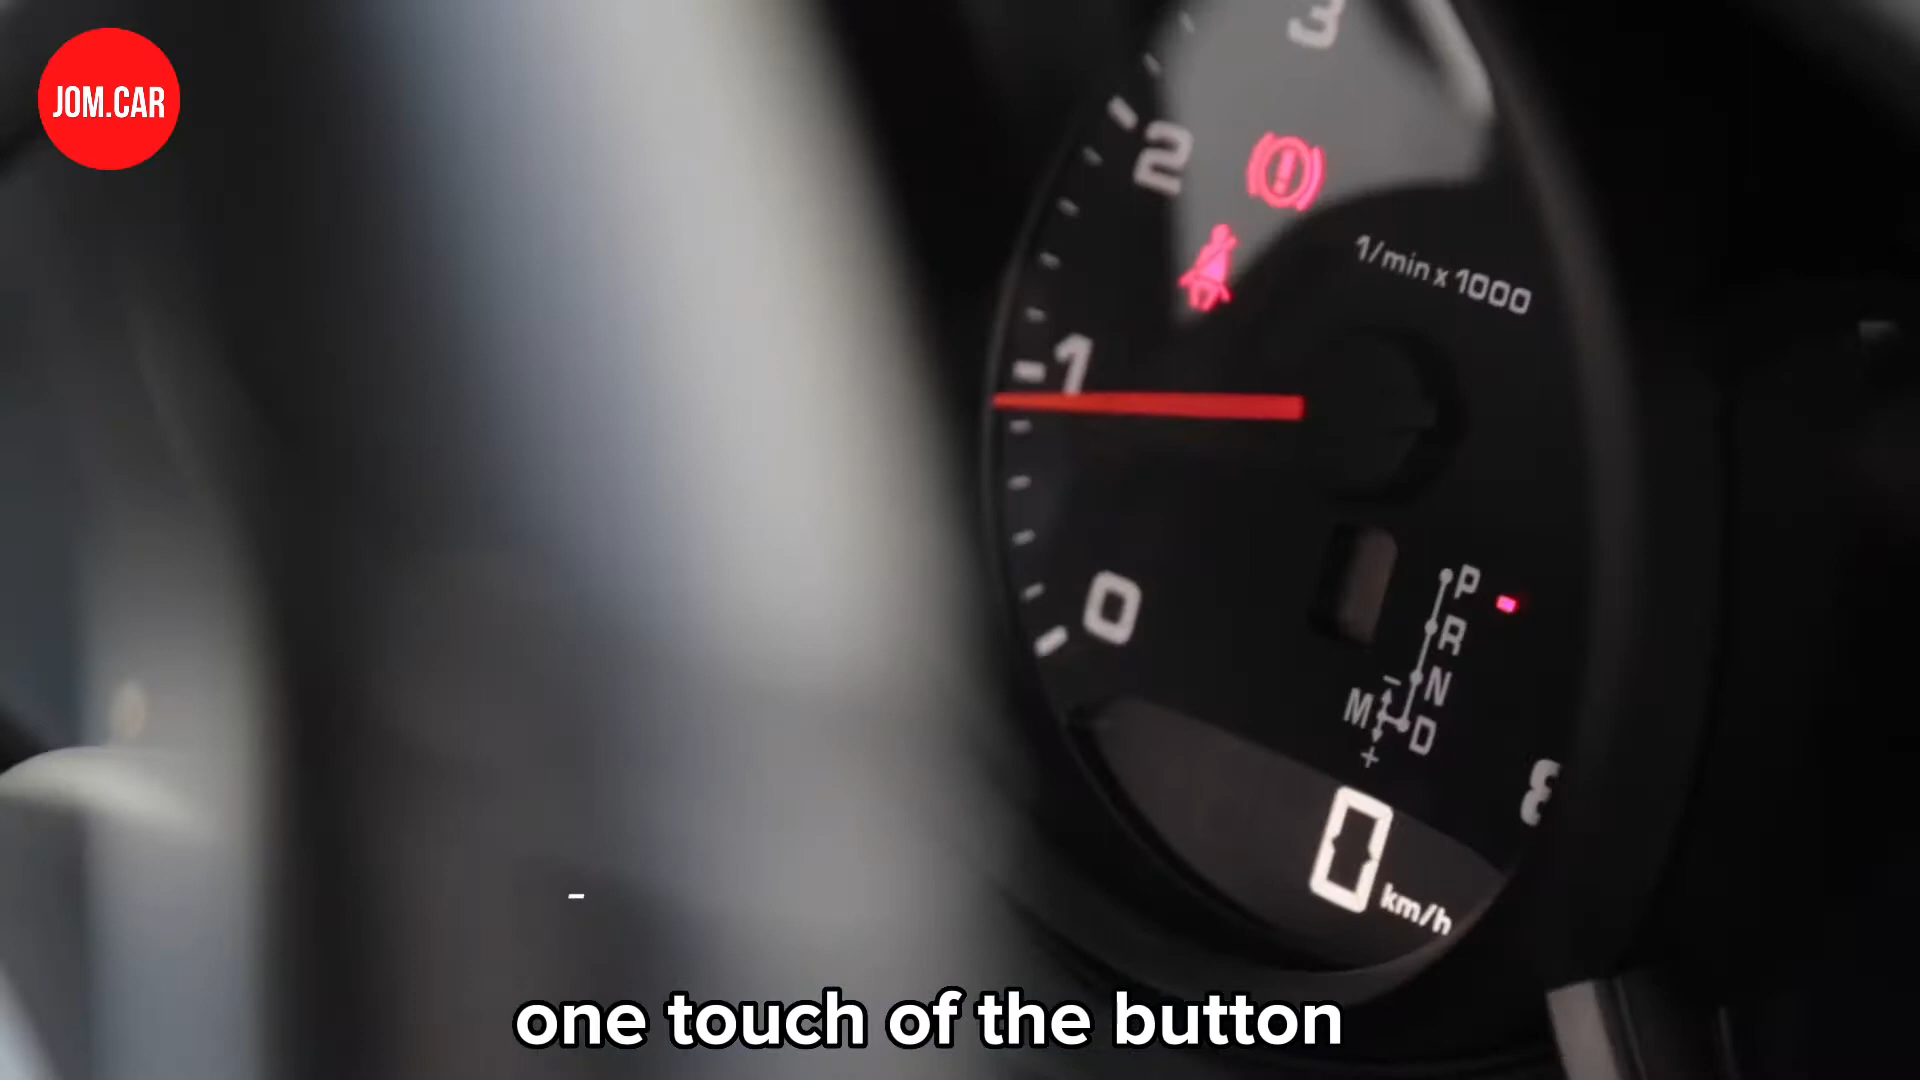 JOM.CAR
3
2
1/min x 1000
-1
0
P
R
N
M
D
-
+
8
0 km/h
-
one touch of the button